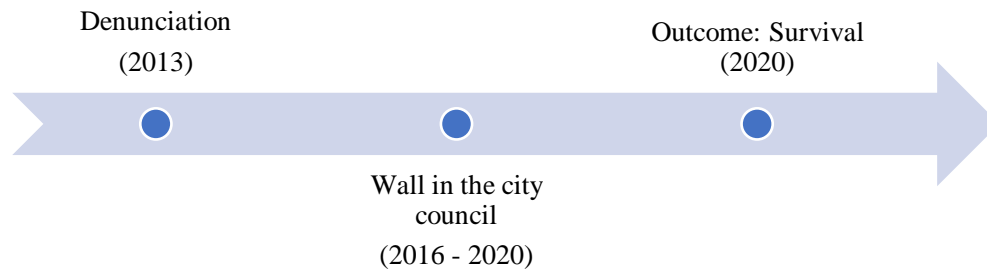 Denunciation
(2013)
Wall in the city
council
(2016 - 2020)
Outcome: Survival
(2020)